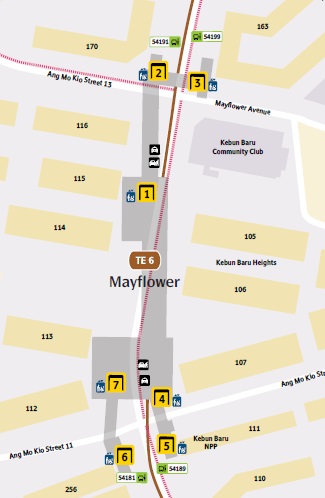 163
54191
54199
170
2
3
Ang Mo Kio Street 13
Mayflower Avenue
116
Kebun Baru
Community Club
115
1
114
105
TE 6
Kebun Baru Heights
Mayflower
106
113
107
7
4
Ang Mo Kio St
112
111
5
Kebun Baru
NPP
Ang Mo Kio Street 11
6
54189
54181
110
256